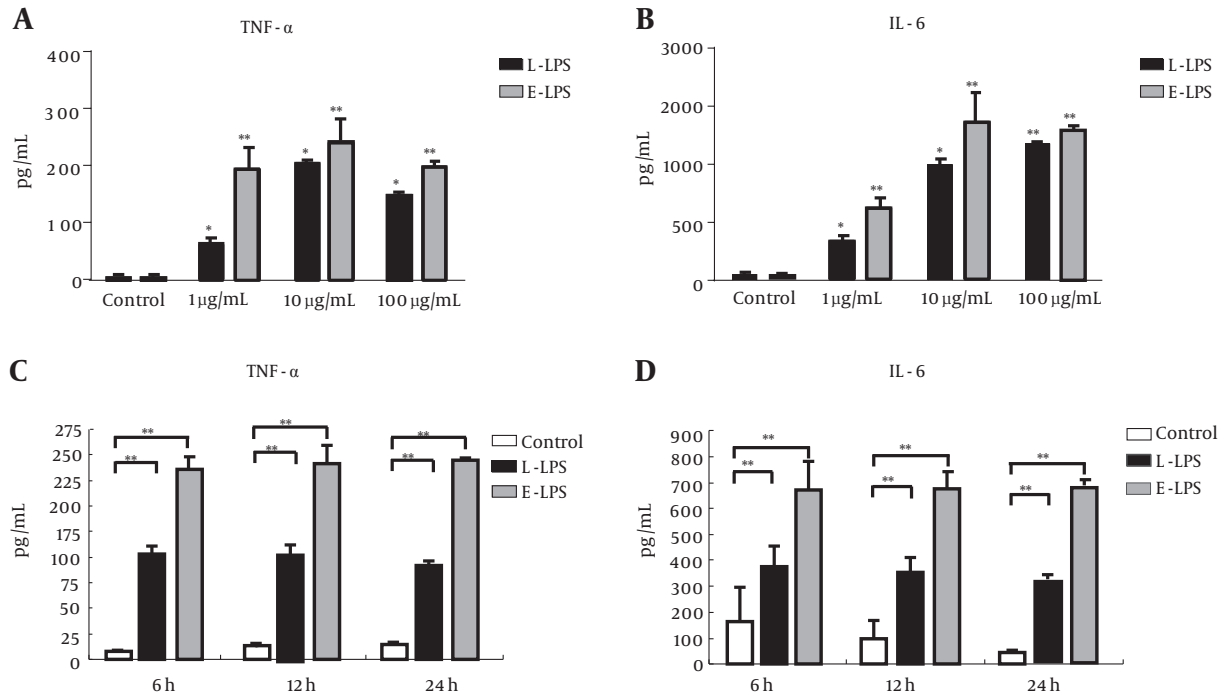 A
TNF - α
400
300
200
100
0
pg/mL
* ** * ** * **
Control 1 µg/mL 10 µg/mL 100 µg/mL
L-LPS
E-LPS
B
IL - 6
3000
2000
1000
500
0
pg/mL
* ** * ** ** **
Control 1 µg/mL 10 µg/mL 100 µg/mL
L-LPS
E-LPS
C
TNF - α
275
250
225
200
175
100
75
50
25
0
pg/mL
** ** **
** ** **
6 h 12 h 24 h
Control
L-LPS
E-LPS
D
IL - 6
900
800
700
600
500
400
300
200
100
0
pg/mL
** ** **
** ** **
6 h 12 h 24 h
Control
L-LPS
E-LPS